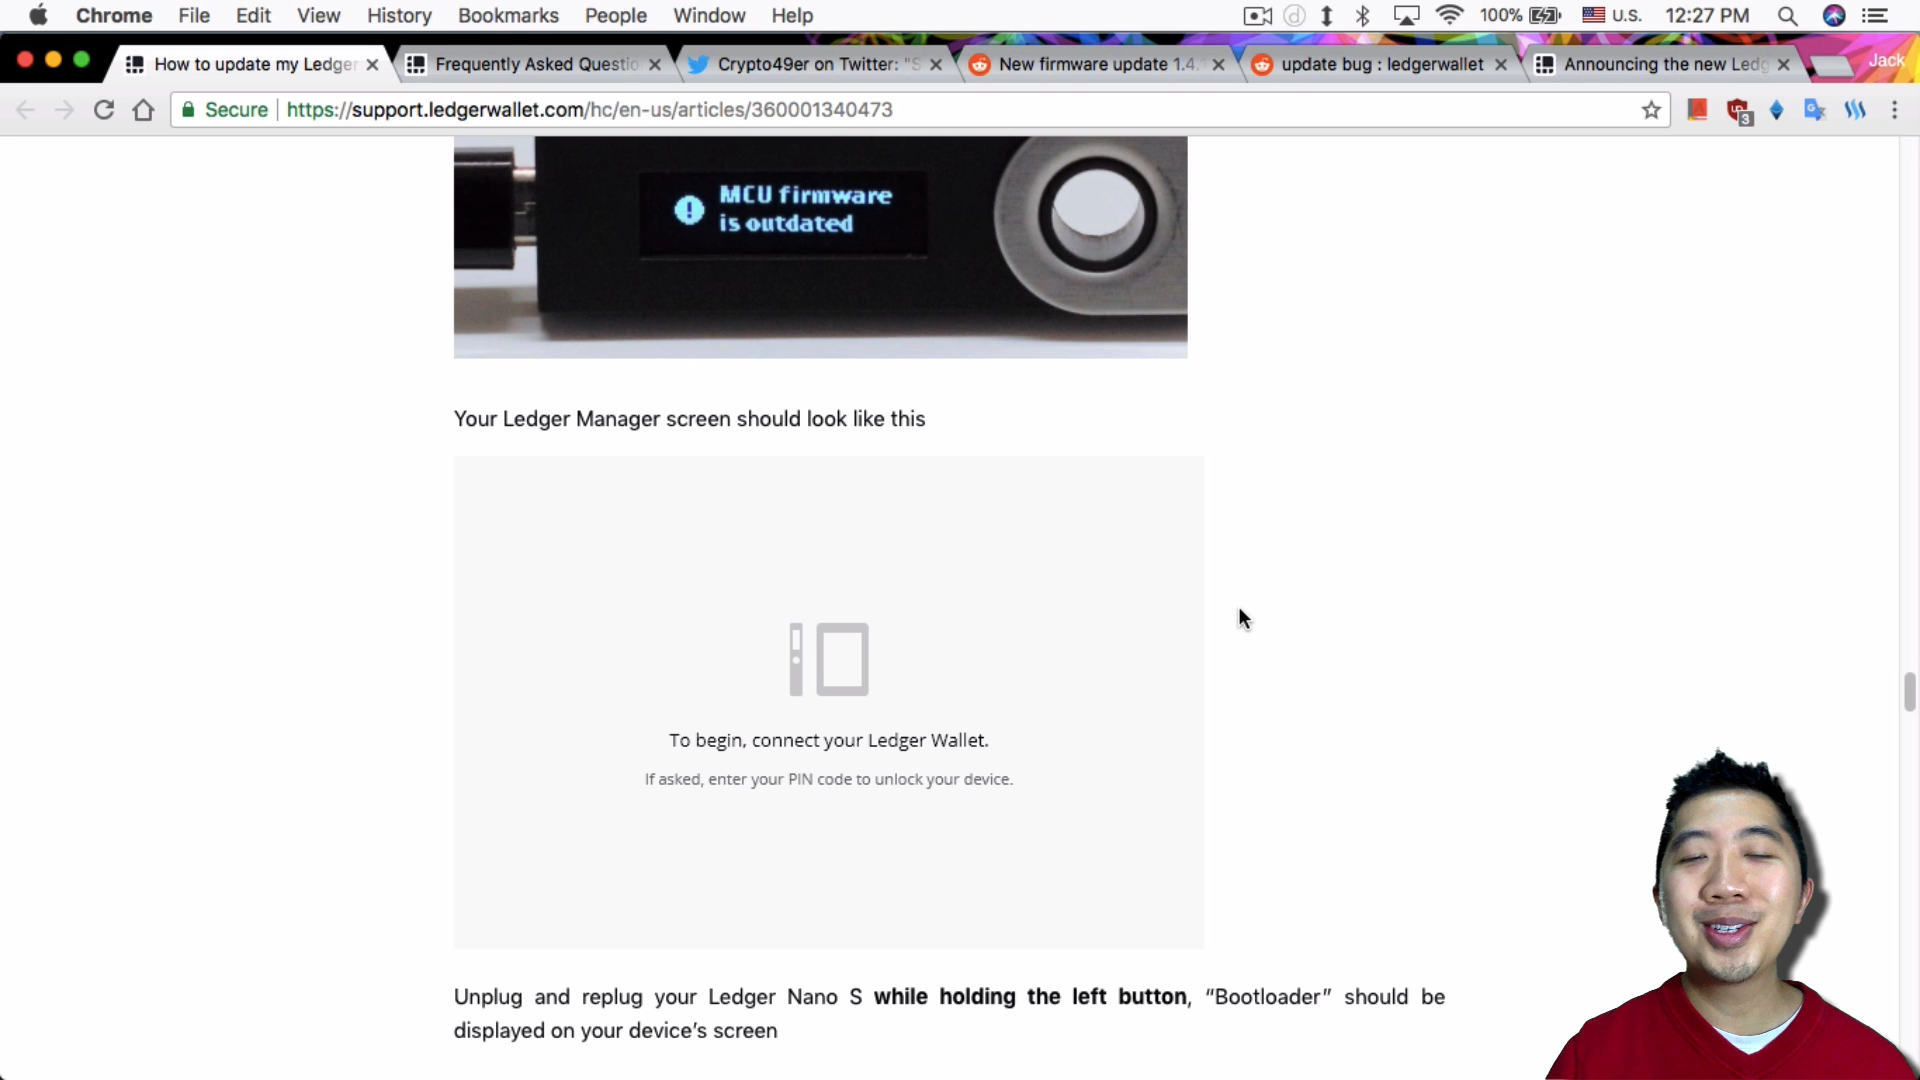 Chrome File Edit View History Bookmarks People Window Help 100% U.S. 12:27 PM
How to update my Ledger Frequently Asked Questio Crypto49er on Twitter: "S New firmware update 1.4.1 update bug : ledgerwallet Announcing the new Ledg Jack
Secure https://support.ledgerwallet.com/hc/en-us/articles/360001340473 3
MCU firmware
is outdated
Your Ledger Manager screen should look like this
To begin, connect your Ledger Wallet.
If asked, enter your PIN code to unlock your device.
Unplug and replug your Ledger Nano S while holding the left button, “Bootloader” should be
displayed on your device’s screen